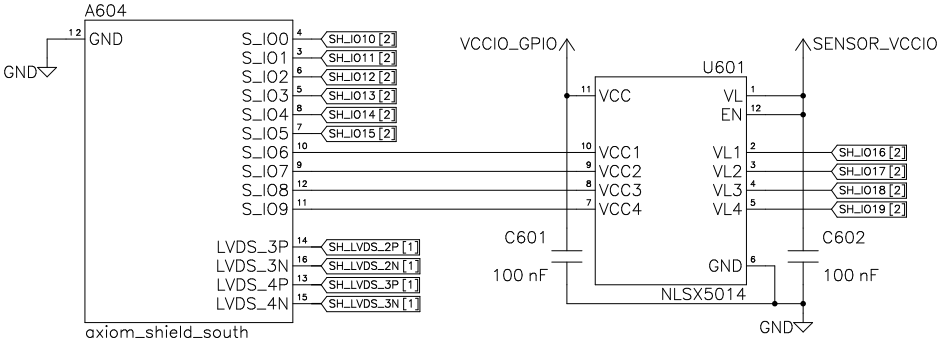 A604
12 GND
GND
S_IO0 4 SH_IO10 [2]
S_IO1 3 SH_IO11 [2]
S_IO2 6 SH_IO12 [2]
S_IO3 5 SH_IO13 [2]
S_IO4 8 SH_IO14 [2]
S_IO5 7 SH_IO15 [2]
S_IO6 10
S_IO7 9
S_IO8 12
S_IO9 11
LVDS_3P 14 SH_LVDS_2P [1]
LVDS_3N 16 SH_LVDS_2N [1]
LVDS_4P 13 SH_LVDS_3P [1]
LVDS_4N 15 SH_LVDS_3N [1]
axiom_shield_south
VCCIO_GPIO
SENSOR_VCCIO
U601
11 VCC
VL 1
EN 12
10 VCC1
VL1 2 SH_IO16 [2]
9 VCC2
VL2 3 SH_IO17 [2]
8 VCC3
VL3 4 SH_IO18 [2]
7 VCC4
VL4 5 SH_IO19 [2]
GND 6
NLSX5014
C601
100 nF
C602
100 nF
GND